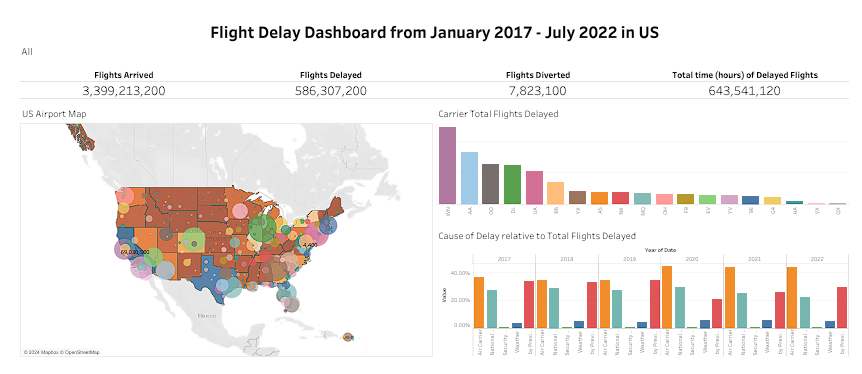 Flight Delay Dashboard from January 2017 - July 2022 in US
All
Flights Arrived
Flights Delayed
Flights Diverted
Total time (hours) of Delayed Flights
3,399,213,200
586,307,200
7,823,100
643,541,120
US Airport Map
Carrier Total Flights Delayed
69,030,500
4,400
Mexico
© 2024 Mapbox © OpenStreetMap
WN
AA
OO
DL
UA
B6
YX
AS
NK
MQ
OH
F9
EV
YV
9E
G4
HA
VX
QX
Cause of Delay relative to Total Flights Delayed
Year of Date
2017
2018
2019
2020
2021
2022
Value
40.00%
20.00%
0.00%
Air Carrier
National ..
Security
Weather
by Previ..
Air Carrier
National ..
Security
Weather
by Previ..
Air Carrier
National ..
Security
Weather
by Previ..
Air Carrier
National ..
Security
Weather
by Previ..
Air Carrier
National ..
Security
Weather
by Previ..
Air Carrier
National ..
Security
Weather
by Previ..